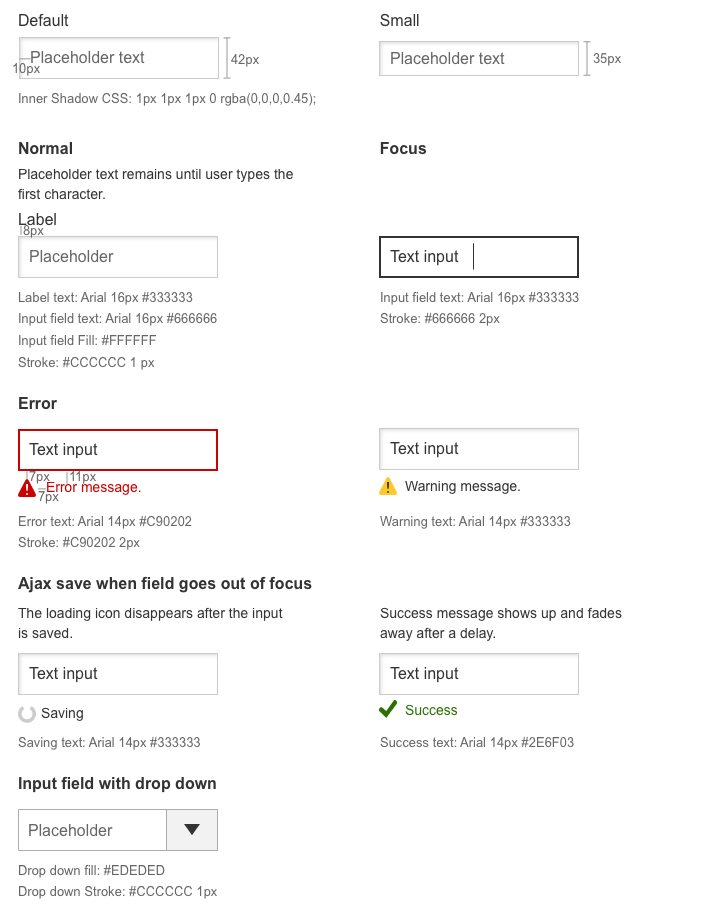 Default
Small
Placeholder text
42px
10px
Placeholder text
35px
Inner Shadow CSS: 1px 1px 1px 0 rgba(0,0,0,0.45);
Normal
Focus
Placeholder text remains until user types the
first character.
Label
8px
Placeholder
Text input
Label text: Arial 16px #333333
Input field text: Arial 16px #666666
Input field Fill: #FFFFFF
Stroke: #CCCCCC 1 px
Input field text: Arial 16px #333333
Stroke: #666666 2px
Error
Text input
7px
11px
Error message.
7px
Error text: Arial 14px #C90202
Stroke: #C90202 2px
Text input
Warning message.
Warning text: Arial 14px #333333
Ajax save when field goes out of focus
The loading icon disappears after the input
is saved.
Text input
Saving
Saving text: Arial 14px #333333
Success message shows up and fades
away after a delay.
Text input
Success
Success text: Arial 14px #2E6F03
Input field with drop down
Placeholder
Drop down fill: #EDEDED
Drop down Stroke: #CCCCCC 1px